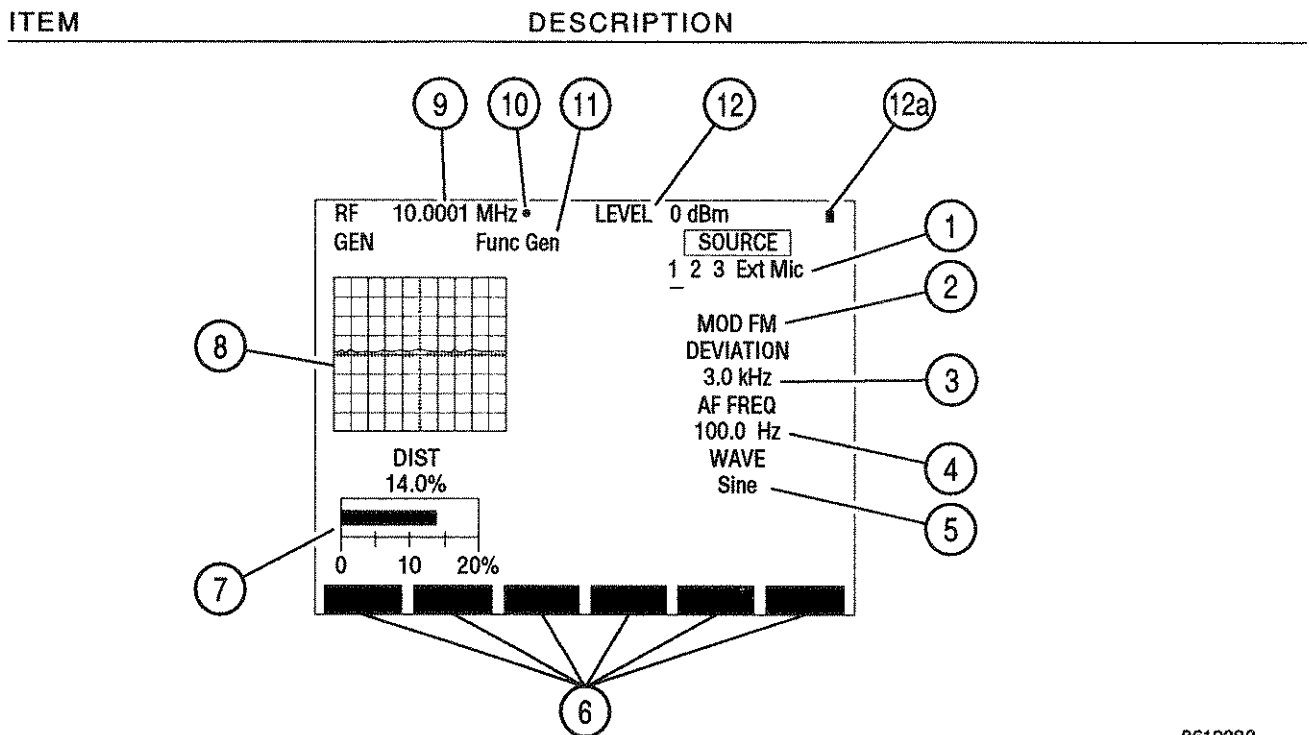 ITEM DESCRIPTION
9 10 11 12 12a
RF 10.0001 MHz LEVEL 0 dBm
GEN Func Gen SOURCE
1 2 3 Ext Mic
1
2
MOD FM
DEVIATION
3.0 kHz
3
AF FREQ
100.0 Hz
4
WAVE
Sine
5
8
DIST
14.0%
0 10 20%
7
6